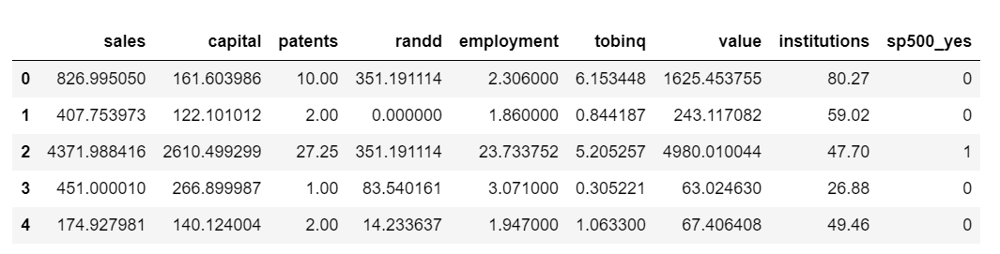 sales capital patents randd employment tobinq value institutions sp500_yes
0 826.995050 161.603986 10.00 351.191114 2.306000 6.153448 1625.453755 80.27 0
1 407.753973 122.101012 2.00 0.000000 1.860000 0.844187 243.117082 59.02 0
2 4371.988416 2610.499299 27.25 351.191114 23.733752 5.205257 4980.010044 47.70 1
3 451.000010 266.899987 1.00 83.540161 3.071000 0.305221 63.024630 26.88 0
4 174.927981 140.124004 2.00 14.233637 1.947000 1.063300 67.406408 49.46 0